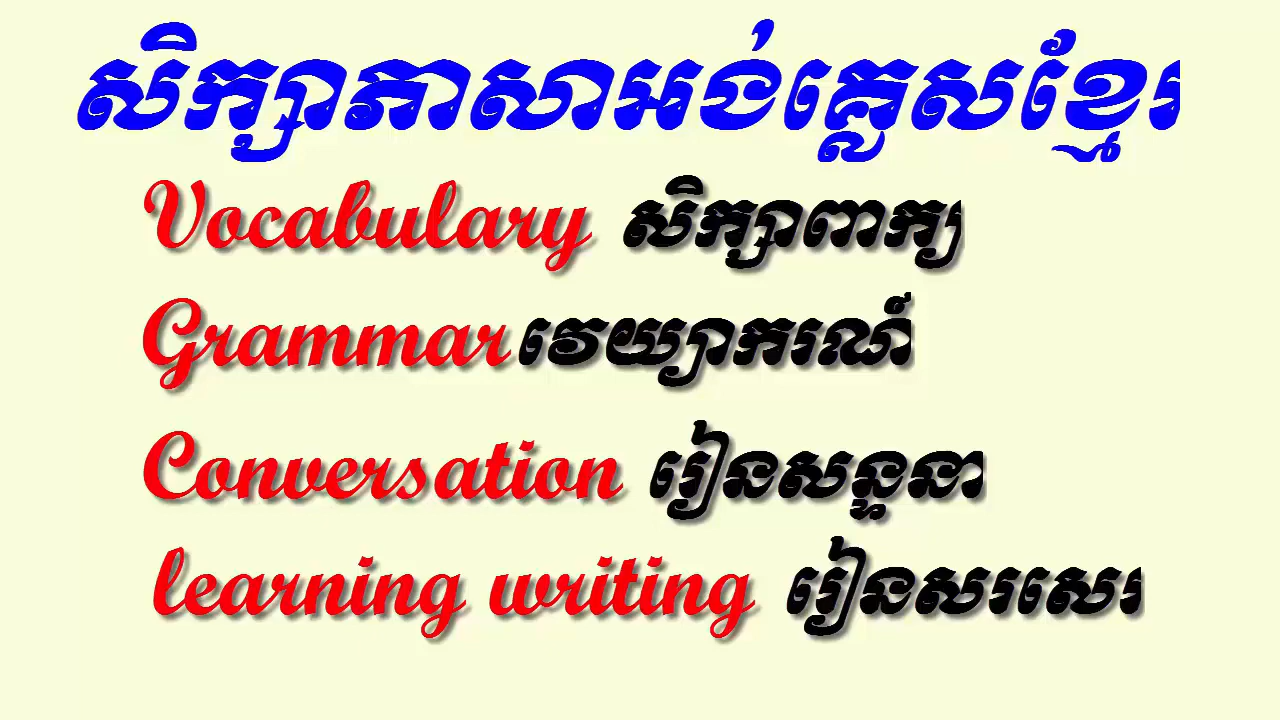 សិក្សាភាសាអង់គ្លេសខ្មែរ
Vocabulary សិក្សាពាក្យ
Grammar វេយ្យាករណ៍
Conversation រៀនសន្ទនា
learning writing រៀនសរសេរ